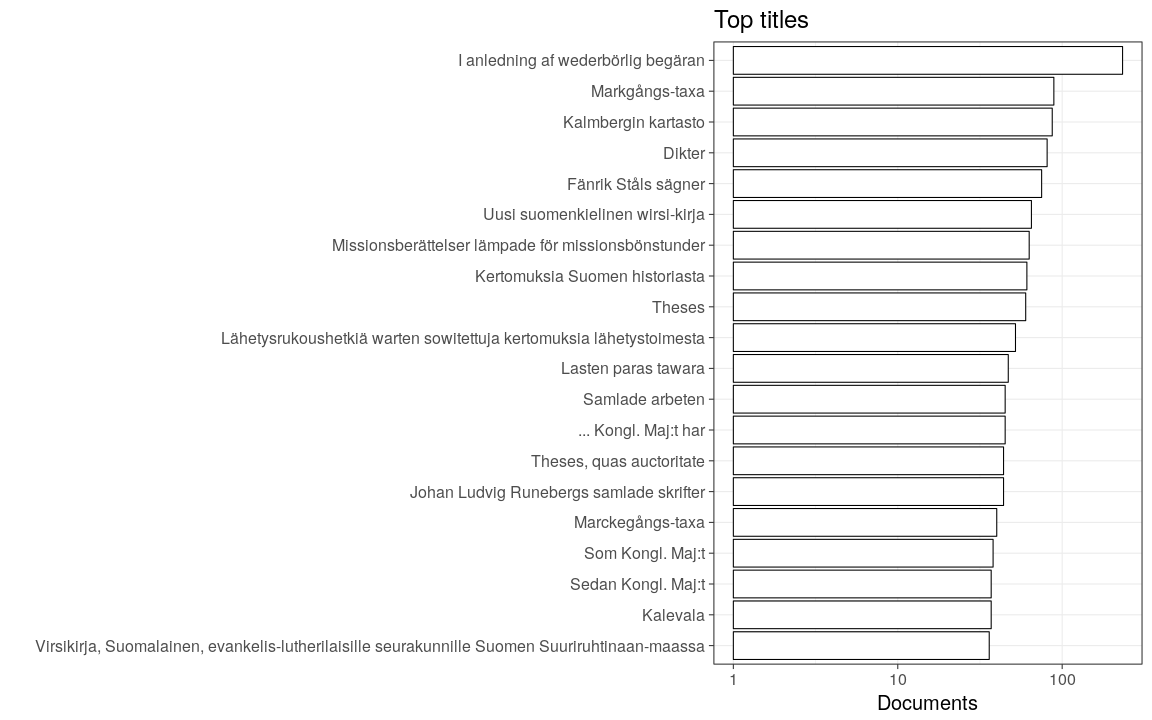 Top titles
I anledning af wederbörlig begäran
Markgångs-taxa
Kalmbergin kartasto
Dikter
Fänrik Ståls sägner
Uusi suomenkielinen wirsi-kirja
Missionsberättelser lämpade för missionsbönstunder
Kertomuksia Suomen historiasta
Theses
Lähetysrukoushetkiä warten sowitettuja kertomuksia lähetystoimesta
Lasten paras tawara
Samlade arbeten
... Kongl. Maj:t har
Theses, quas auctoritate
Johan Ludvig Runebergs samlade skrifter
Marckegångs-taxa
Som Kongl. Maj:t
Sedan Kongl. Maj:t
Kalevala
Virsikirja, Suomalainen, evankelis-lutherilaisille seurakunnille Suomen Suuriruhtinaan-maassa
1 10 100
Documents